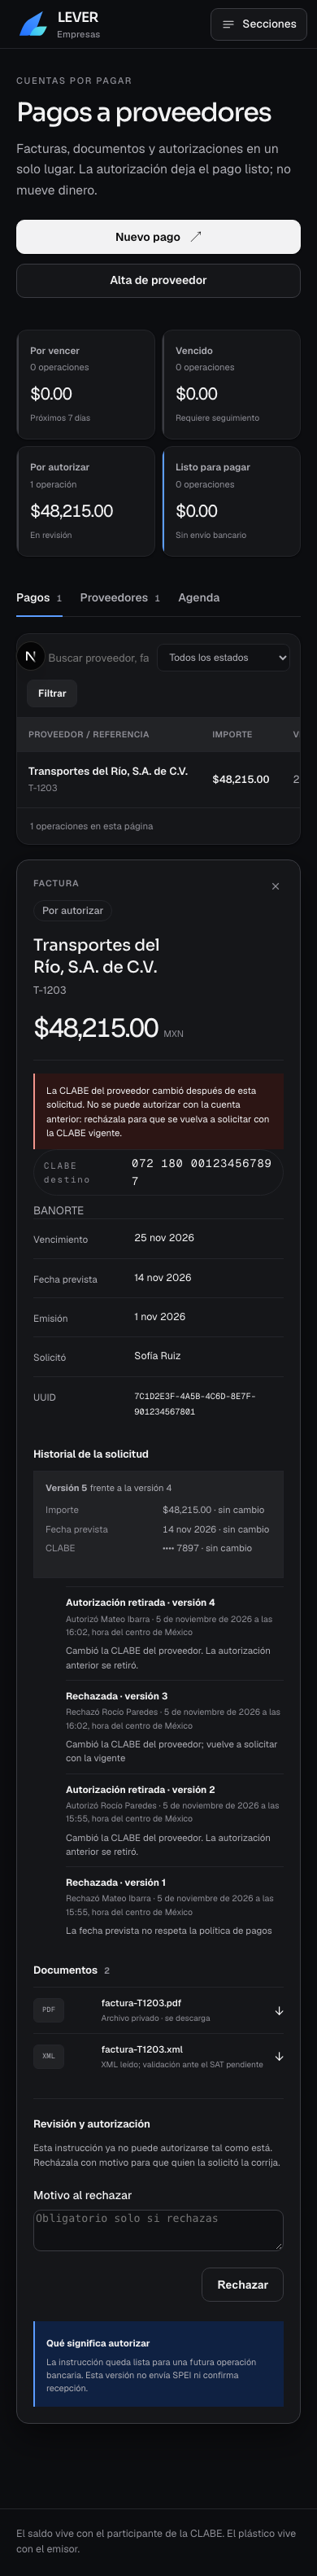 LEVER
Empresas
Secciones
CUENTAS POR PAGAR
Pagos a proveedores
Facturas, documentos y autorizaciones en un
solo lugar. La autorización deja el pago listo; no
mueve dinero.
Nuevo pago
Alta de proveedor
Por vencer
0 operaciones
$0.00
Próximos 7 días
Vencido
0 operaciones
$0.00
Requiere seguimiento
Por autorizar
1 operación
$48,215.00
En revisión
Listo para pagar
0 operaciones
$0.00
Sin envío bancario
Pagos 1
Proveedores 1
Agenda
N
Buscar proveedor, fa
Todos los estados
Filtrar
PROVEEDOR / REFERENCIA IMPORTE V
Transportes del Río, S.A. de C.V. $48,215.00 2
T-1203
1 operaciones en esta página
FACTURA
×
Por autorizar
Transportes del
Río, S.A. de C.V.
T-1203
$48,215.00 MXN
La CLABE del proveedor cambió después de esta
solicitud. No se puede autorizar con la cuenta
anterior: recházala para que se vuelva a solicitar con
la CLABE vigente.
CLABE
destino
072 180 00123456789
7
BANORTE
Vencimiento 25 nov 2026
Fecha prevista 14 nov 2026
Emisión 1 nov 2026
Solicitó Sofía Ruiz
UUID 7C1D2E3F-4A5B-4C6D-8E7F-
901234567801
Historial de la solicitud
Versión 5 frente a la versión 4
Importe $48,215.00 · sin cambio
Fecha prevista 14 nov 2026 · sin cambio
CLABE •••• 7897 · sin cambio
Autorización retirada · versión 4
Autorizó Mateo Ibarra · 5 de noviembre de 2026 a las
16:02, hora del centro de México
Cambió la CLABE del proveedor. La autorización
anterior se retiró.
Rechazada · versión 3
Rechazó Rocío Paredes · 5 de noviembre de 2026 a las
16:02, hora del centro de México
Cambió la CLABE del proveedor; vuelve a solicitar
con la vigente
Autorización retirada · versión 2
Autorizó Rocío Paredes · 5 de noviembre de 2026 a las
15:55, hora del centro de México
Cambió la CLABE del proveedor. La autorización
anterior se retiró.
Rechazada · versión 1
Rechazó Mateo Ibarra · 5 de noviembre de 2026 a las
15:55, hora del centro de México
La fecha prevista no respeta la política de pagos
Documentos 2
PDF
factura-T1203.pdf
Archivo privado · se descarga
XML
factura-T1203.xml
XML leído; validación ante el SAT pendiente
Revisión y autorización
Esta instrucción ya no puede autorizarse tal como está.
Recházala con motivo para que quien la solicitó la corrija.
Motivo al rechazar
Obligatorio solo si rechazas
Rechazar
Qué significa autorizar
La instrucción queda lista para una futura operación
bancaria. Esta versión no envía SPEI ni confirma
recepción.
El saldo vive con el participante de la CLABE. El plástico vive
con el emisor.